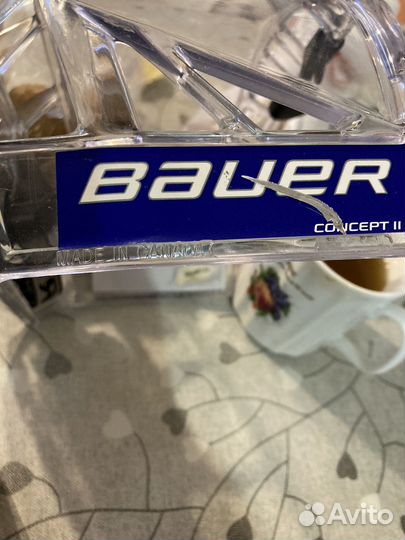 BAUER
CONCEPT II
MADE IN CANADA
Avito